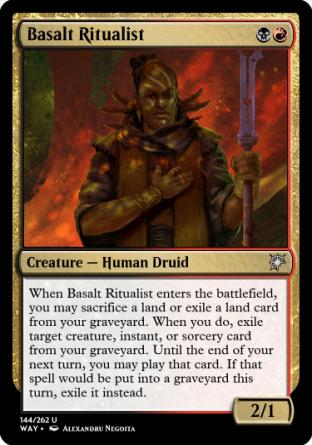 Basalt Ritualist
Creature — Human Druid
When Basalt Ritualist enters the battlefield,
you may sacrifice a land or exile a land card
from your graveyard. When you do, exile
target creature, instant, or sorcery card
from your graveyard. Until the end of your
next turn, you may play that card. If that
spell would be put into a graveyard this
turn, exile it instead.
2/1
144/262 U
WAY • Alexandru Negoita